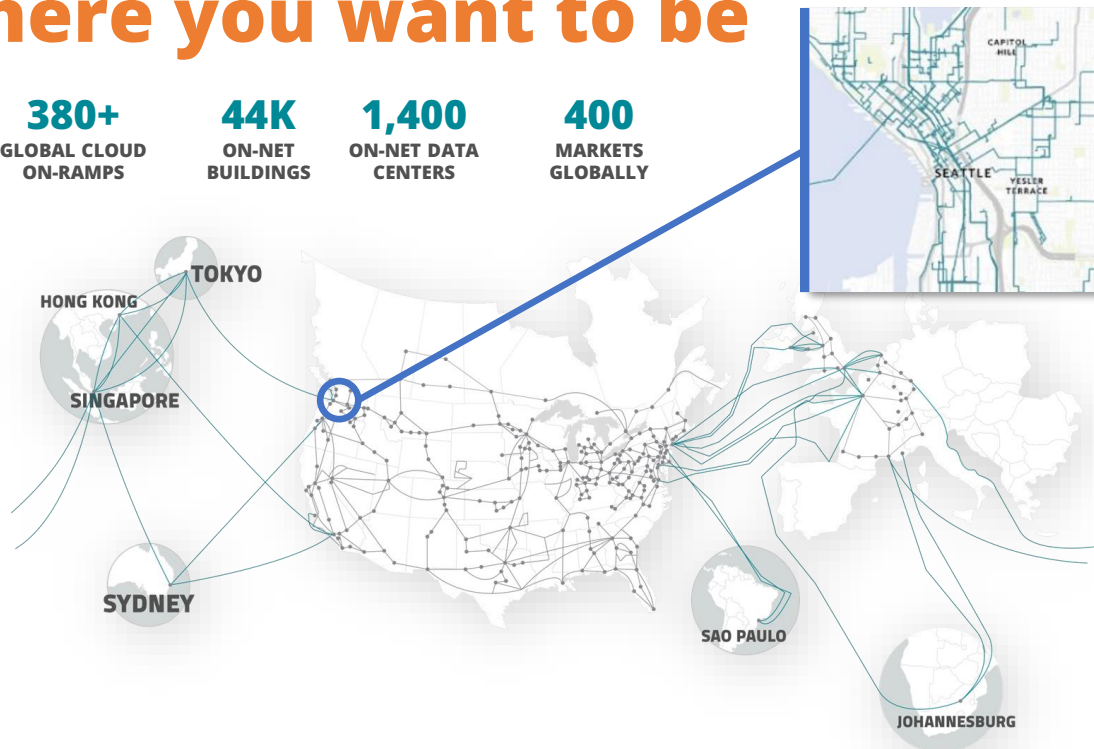 here you want to be
380+
GLOBAL CLOUD
ON-RAMPS
44K
ON-NET
BUILDINGS
1,400
ON-NET DATA
CENTERS
400
MARKETS
GLOBALLY
CAPITOL
HILL
SEATTLE
YESLER
TERRACE
TOKYO
HONG KONG
SINGAPORE
SYDNEY
SAO PAULO
JOHANNESBURG